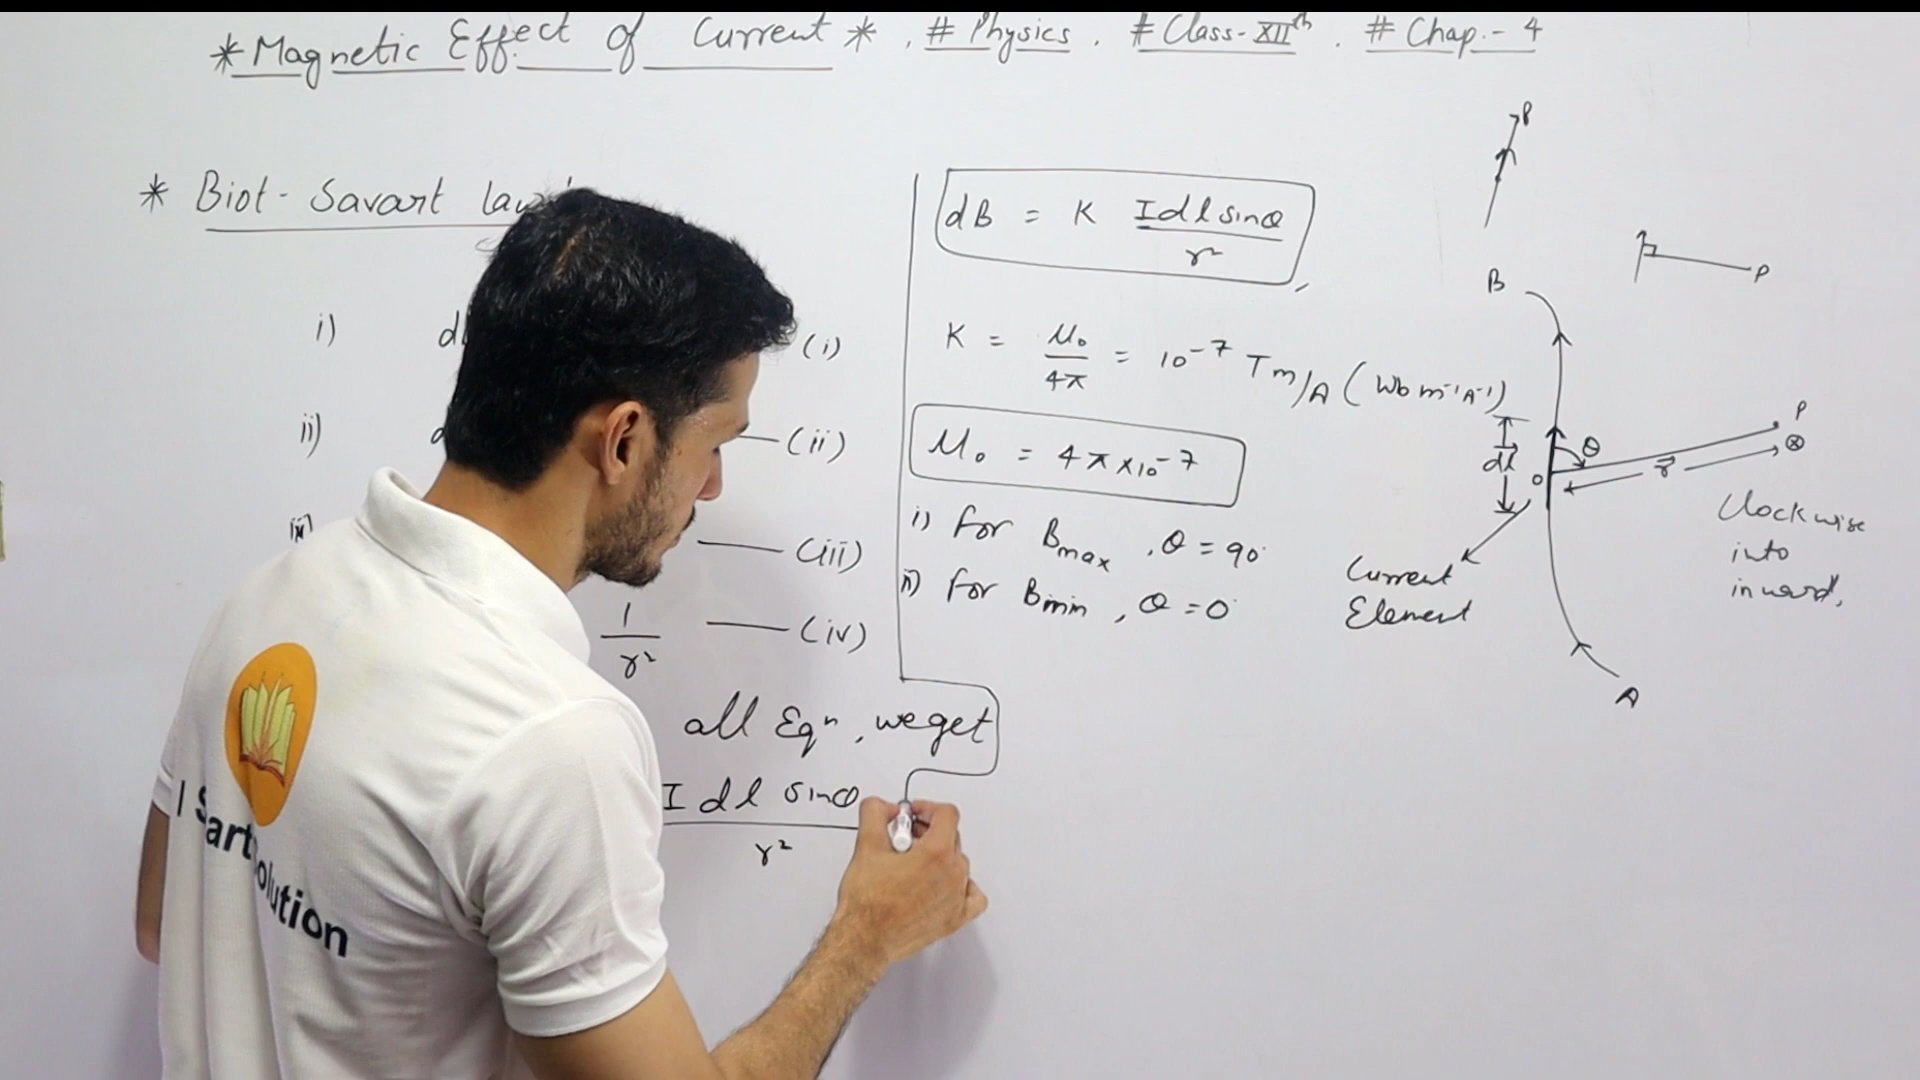 *Magnetic Effect of Current * , # Physics . # Class-XIIth . # Chap.- 4
* Biot-Savart law
i) (i)
ii) (ii)
(iii)
1/r² (iv)
all Eqⁿ, we get
I dl sinθ
r²
dB = K Idl sinθ
r²
K = μ₀/4π = 10⁻⁷ Tm/A (Wb m⁻¹A⁻¹)
μ₀ = 4π×10⁻⁷
i) for Bmax , θ = 90°
ii) for Bmin , θ = 0°
P
P
B
dl
O
θ
r
P
⊗
Clockwise
into
inward,
Current
Element
A
I Smart Solution